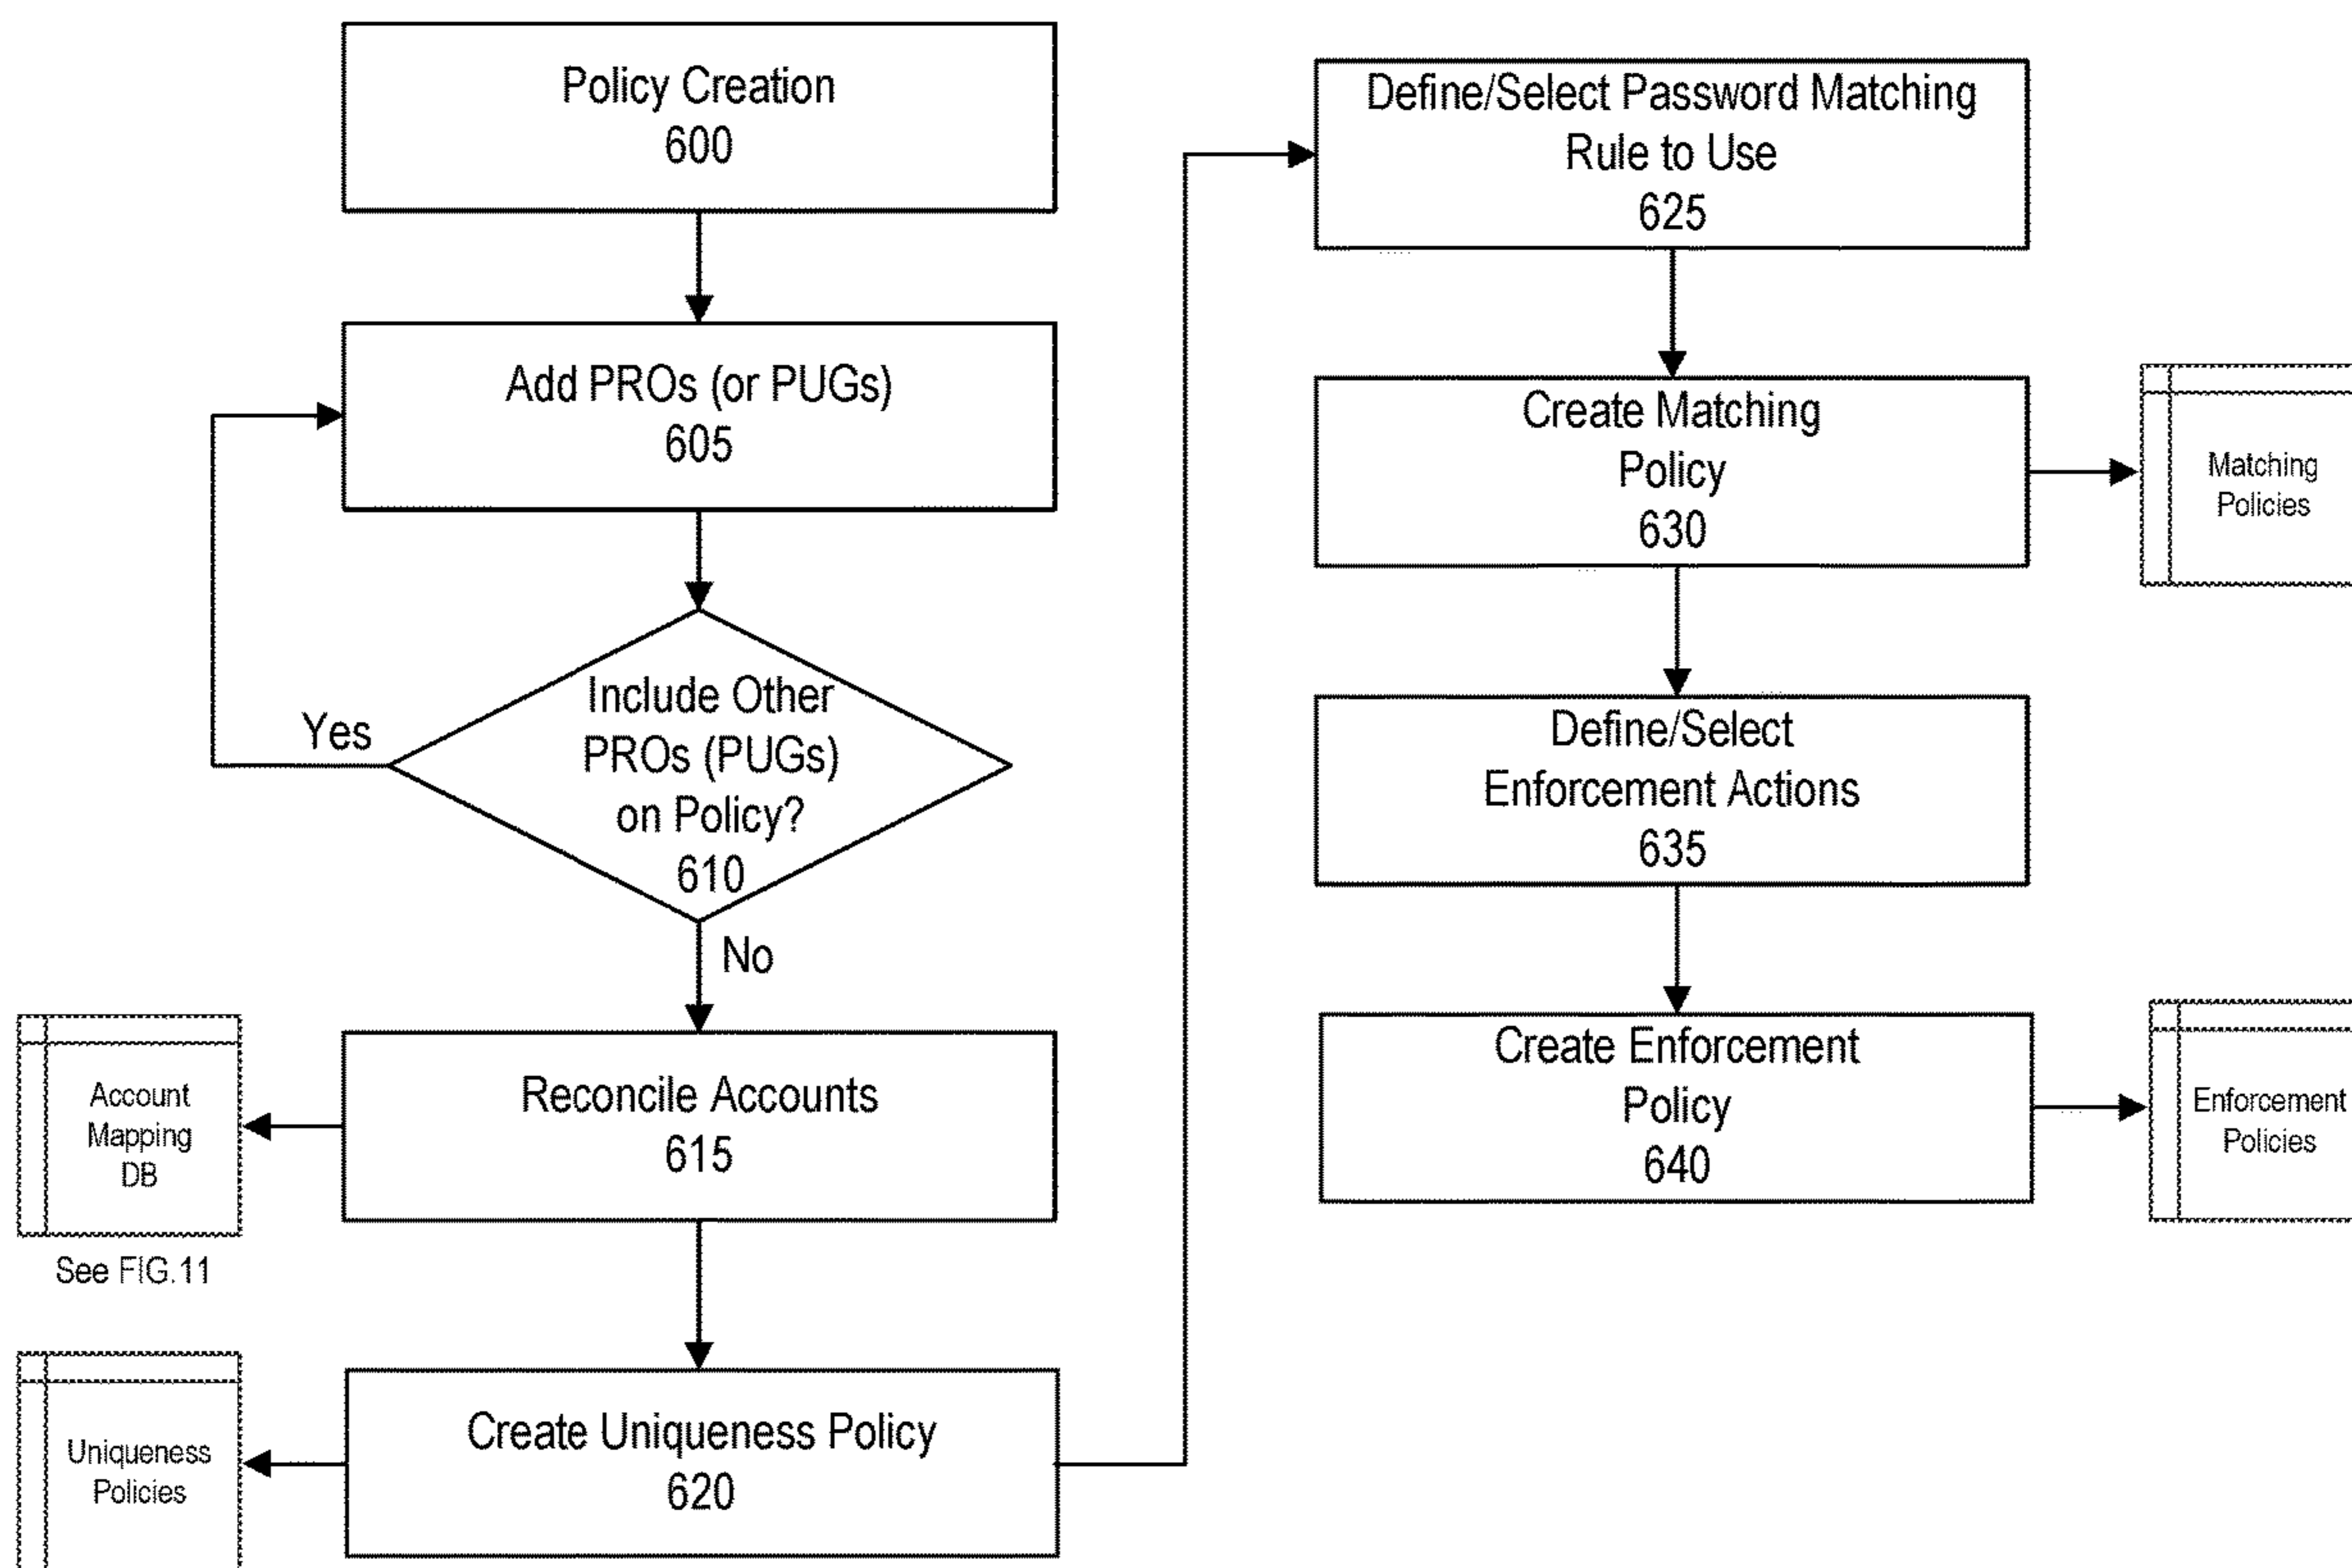 Policy Creation
600
Add PROs (or PUGs)
605
Include Other
PROs (PUGs)
on Policy?
610
Yes
No
Reconcile Accounts
615
Account
Mapping
DB
See FIG.11
Create Uniqueness Policy
620
Uniqueness
Policies
Define/Select Password Matching
Rule to Use
625
Create Matching
Policy
630
Matching
Policies
Define/Select
Enforcement Actions
635
Create Enforcement
Policy
640
Enforcement
Policies